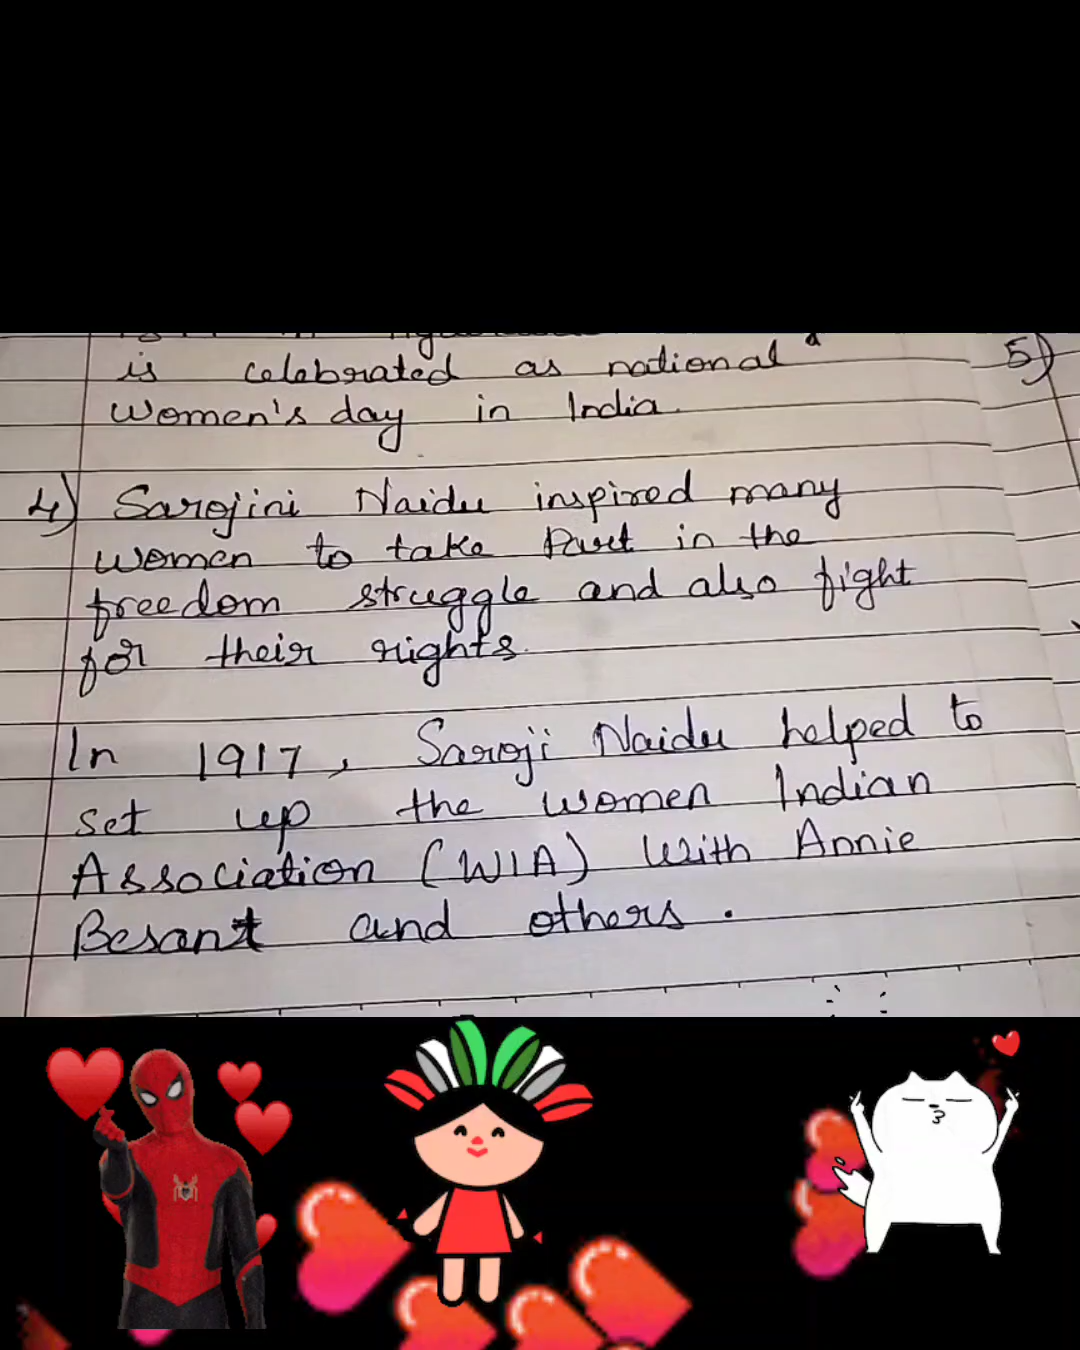 is celebrated as national
women's day in India.
5)
4) Sarojini Naidu inspired many
women to take Part in the
freedom struggle and also fight
for their rights.
In 1917, Saroji Naidu helped to
set up the women Indian
Association (WIA) with Annie
Besant and others.